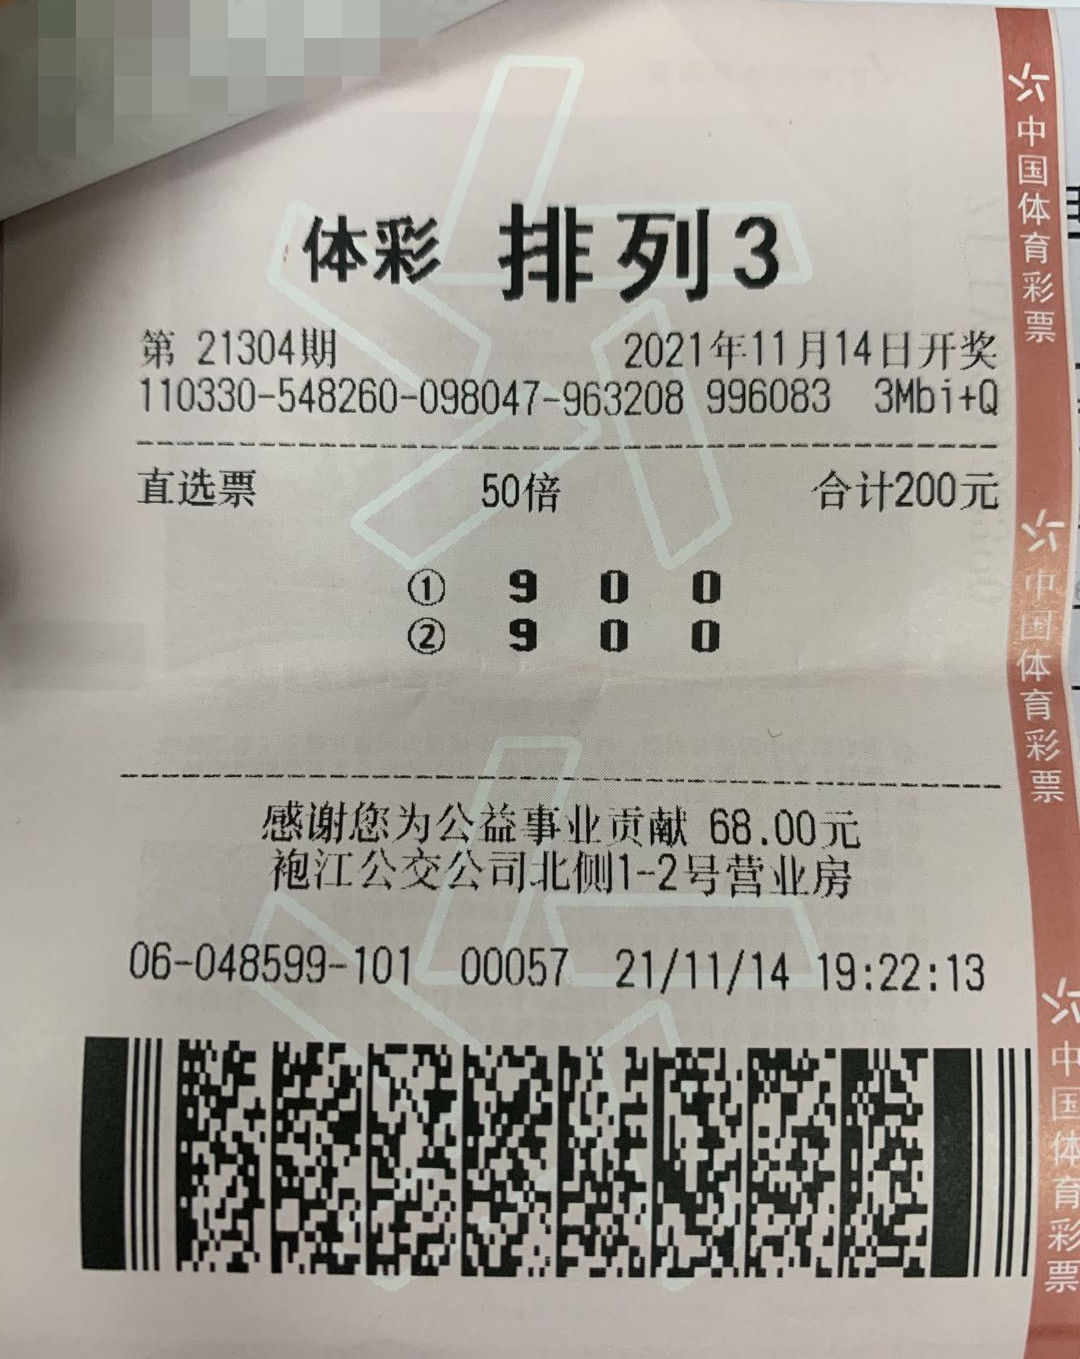 体彩 排列3
第 21304期 2021年11月14日开奖
110330-548260-098047-963208 996083 3Mbi+Q
直选票 50倍 合计200元
① 9 0 0
② 9 0 0
感谢您为公益事业贡献 68.00元
袍江公交公司北侧1-2号营业房
06-048599-101 00057 21/11/14 19:22:13
中国体育彩票
中国体育彩票
中国体育彩票